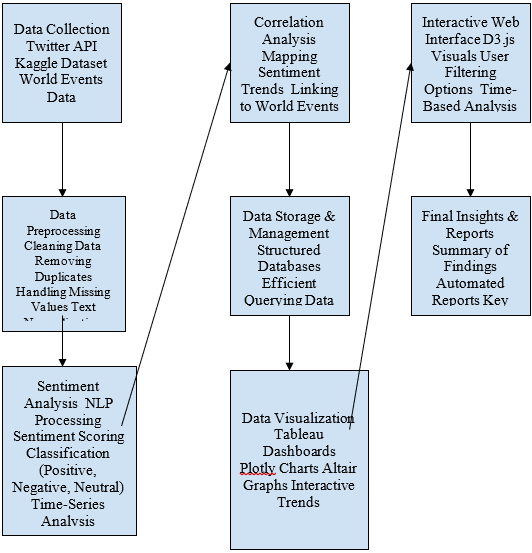 Data Collection
Twitter API
Kaggle Dataset
World Events
Data
Data
Preprocessing
Cleaning Data
Removing
Duplicates
Handling Missing
Values Text
Sentiment
Analysis NLP
Processing
Sentiment Scoring
Classification
(Positive,
Negative, Neutral)
Time-Series
Analysis
Correlation
Analysis
Mapping
Sentiment
Trends Linking
to World Events
Data Storage &
Management
Structured
Databases
Efficient
Querying Data
Data Visualization
Tableau
Dashboards
Plotly Charts Altair
Graphs Interactive
Trends
Interactive Web
Interface D3.js
Visuals User
Filtering
Options Time-
Based Analysis
Final Insights &
Reports
Summary of
Findings
Automated
Reports Key